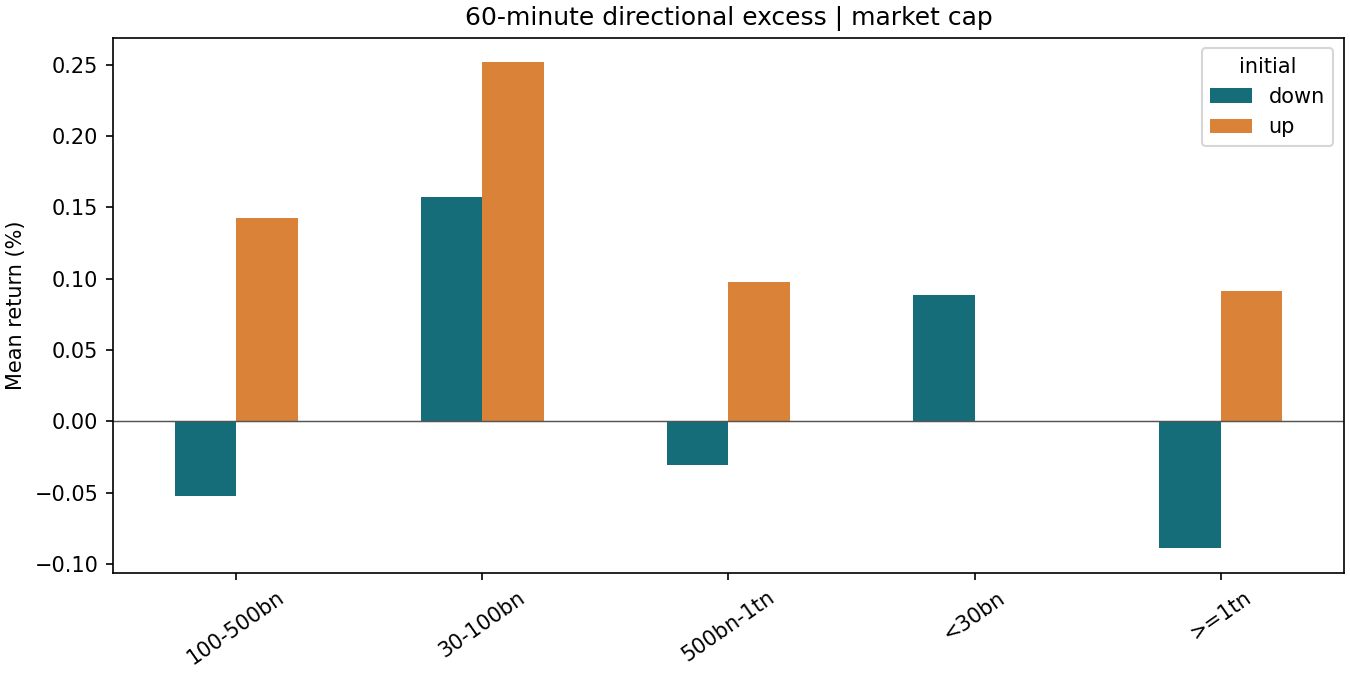 60-minute directional excess | market cap
initial
down
up
Mean return (%)
0.25
0.20
0.15
0.10
0.05
0.00
−0.05
−0.10
100-500bn
30-100bn
500bn-1tn
<30bn
>=1tn